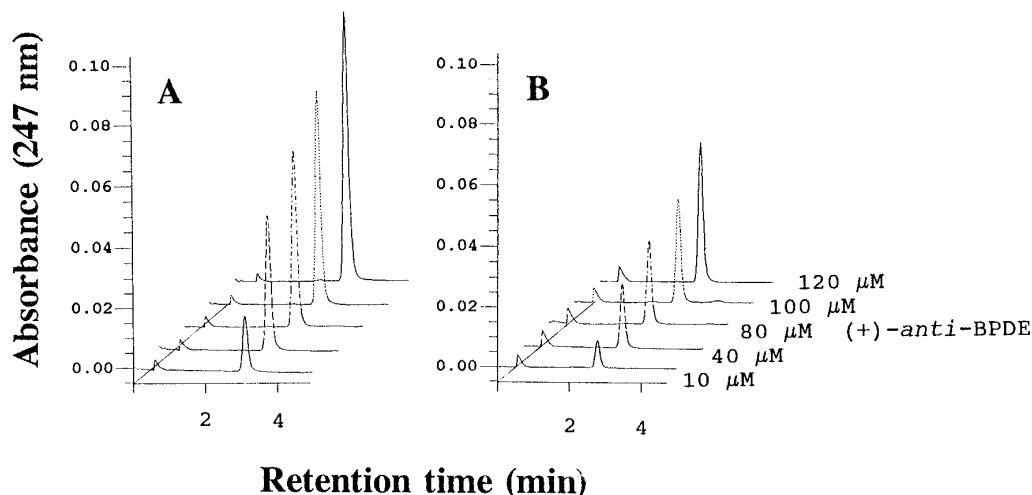 Absorbance (247 nm)
A
0.10
0.08
0.06
0.04
0.02
0.00
2 4
B
0.10
0.08
0.06
0.04
0.02
0.00
2 4
120 μM
100 μM
80 μM (+)-anti-BPDE
40 μM
10 μM
Retention time (min)